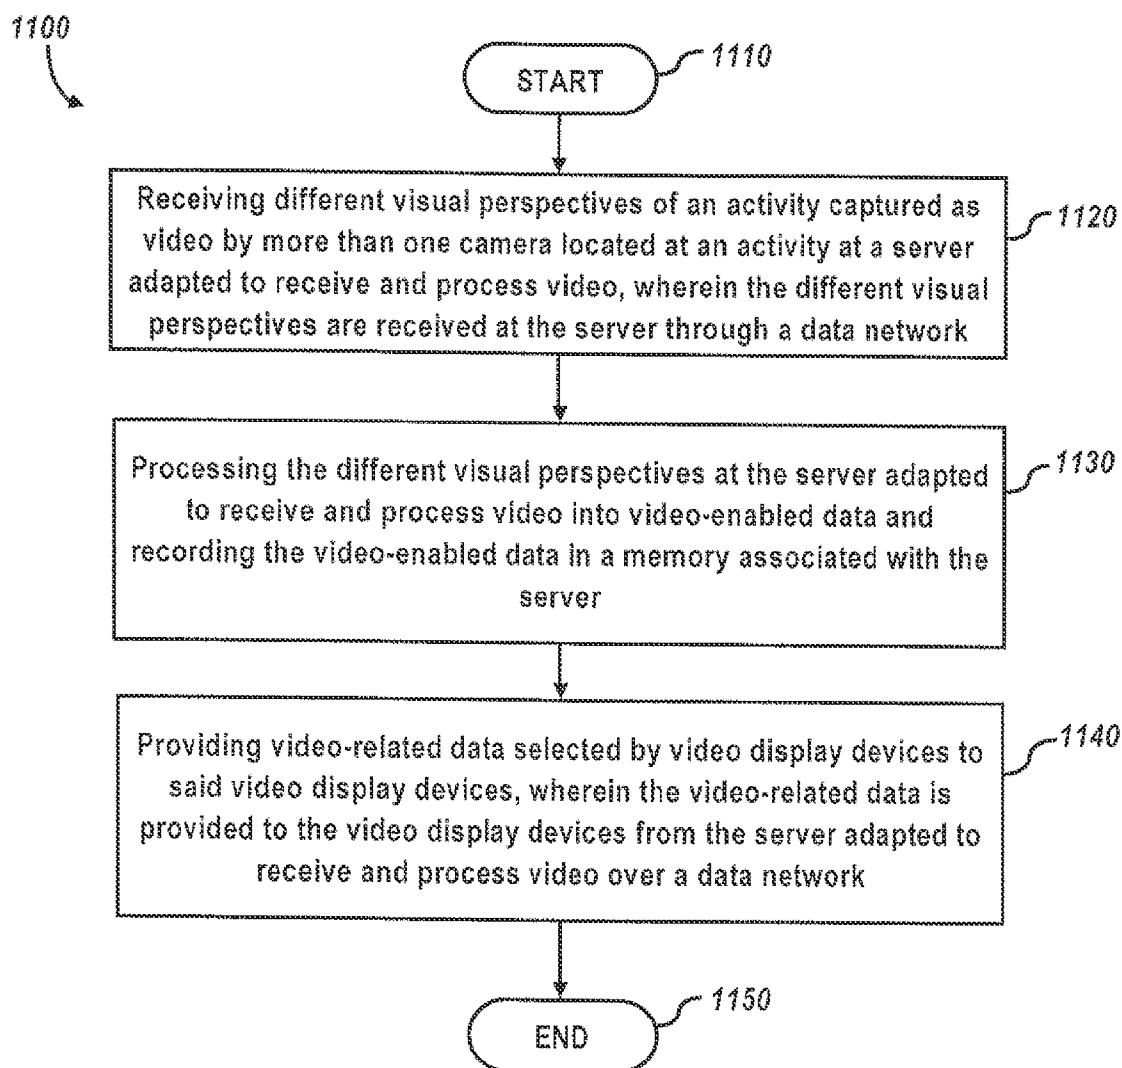 1100
START
1110
Receiving different visual perspectives of an activity captured as
video by more than one camera located at an activity at a server
adapted to receive and process video, wherein the different visual
perspectives are received at the server through a data network
1120
Processing the different visual perspectives at the server adapted
to receive and process video into video-enabled data and
recording the video-enabled data in a memory associated with the
server
1130
Providing video-related data selected by video display devices to
said video display devices, wherein the video-related data is
provided to the video display devices from the server adapted to
receive and process video over a data network
1140
END
1150